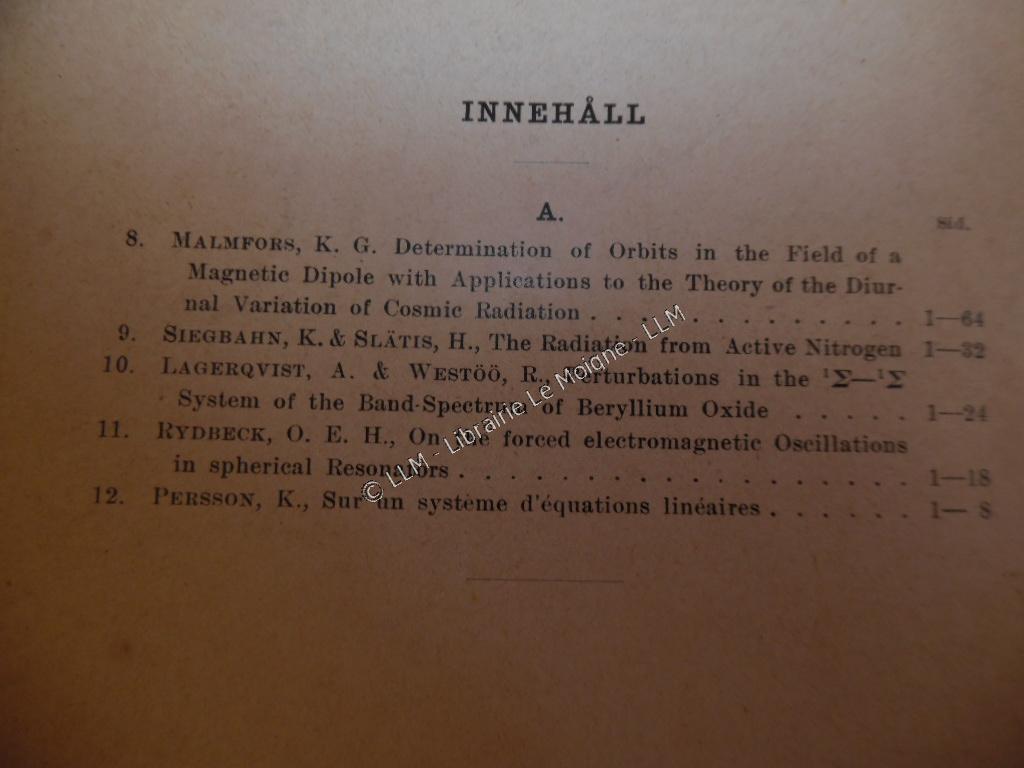 INNEHÅLL
A.
Sid.
8. MALMFORS, K. G. Determination of Orbits in the Field of a
Magnetic Dipole with Applications to the Theory of the Diur-
nal Variation of Cosmic Radiation . . . . . . . . . . . . . 1—64
9. SIEGBAHN, K. & SLÄTIS, H., The Radiation from Active Nitrogen 1—32
10. LAGERQVIST, A. & WESTÖÖ, R., Perturbations in the ¹Σ—¹Σ
System of the Band-Spectrum of Beryllium Oxide . . . . . 1—24
11. RYDBECK, O. E. H., On the forced electromagnetic Oscillations
in spherical Resonators . . . . . . . . . . . . . . . . . . 1—18
12. PERSSON, K., Sur un système d'équations linéaires . . . . . . 1— 8
© LLM - Librairie Le Moigne - LLM